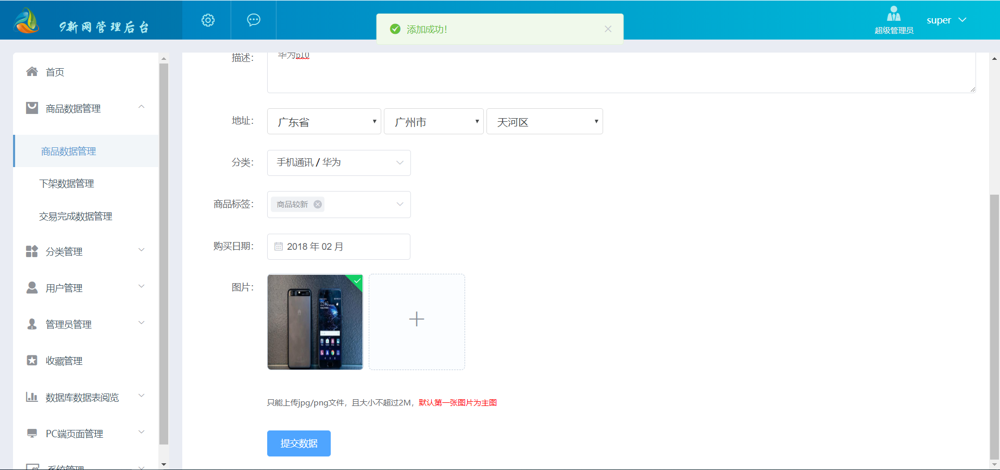 9新网管理后台
添加成功!
超级管理员
super
首页
商品数据管理
商品数据管理
下架数据管理
交易完成数据管理
分类管理
用户管理
管理员管理
收藏管理
数据库数据表阅览
PC端页面管理
系统管理
描述：
华为p10
地址：
广东省
广州市
天河区
分类：
手机通讯 / 华为
商品标签：
商品较新
购买日期：
2018 年 02 月
图片：
只能上传jpg/png文件，且大小不超过2M，默认第一张图片为主图
提交数据